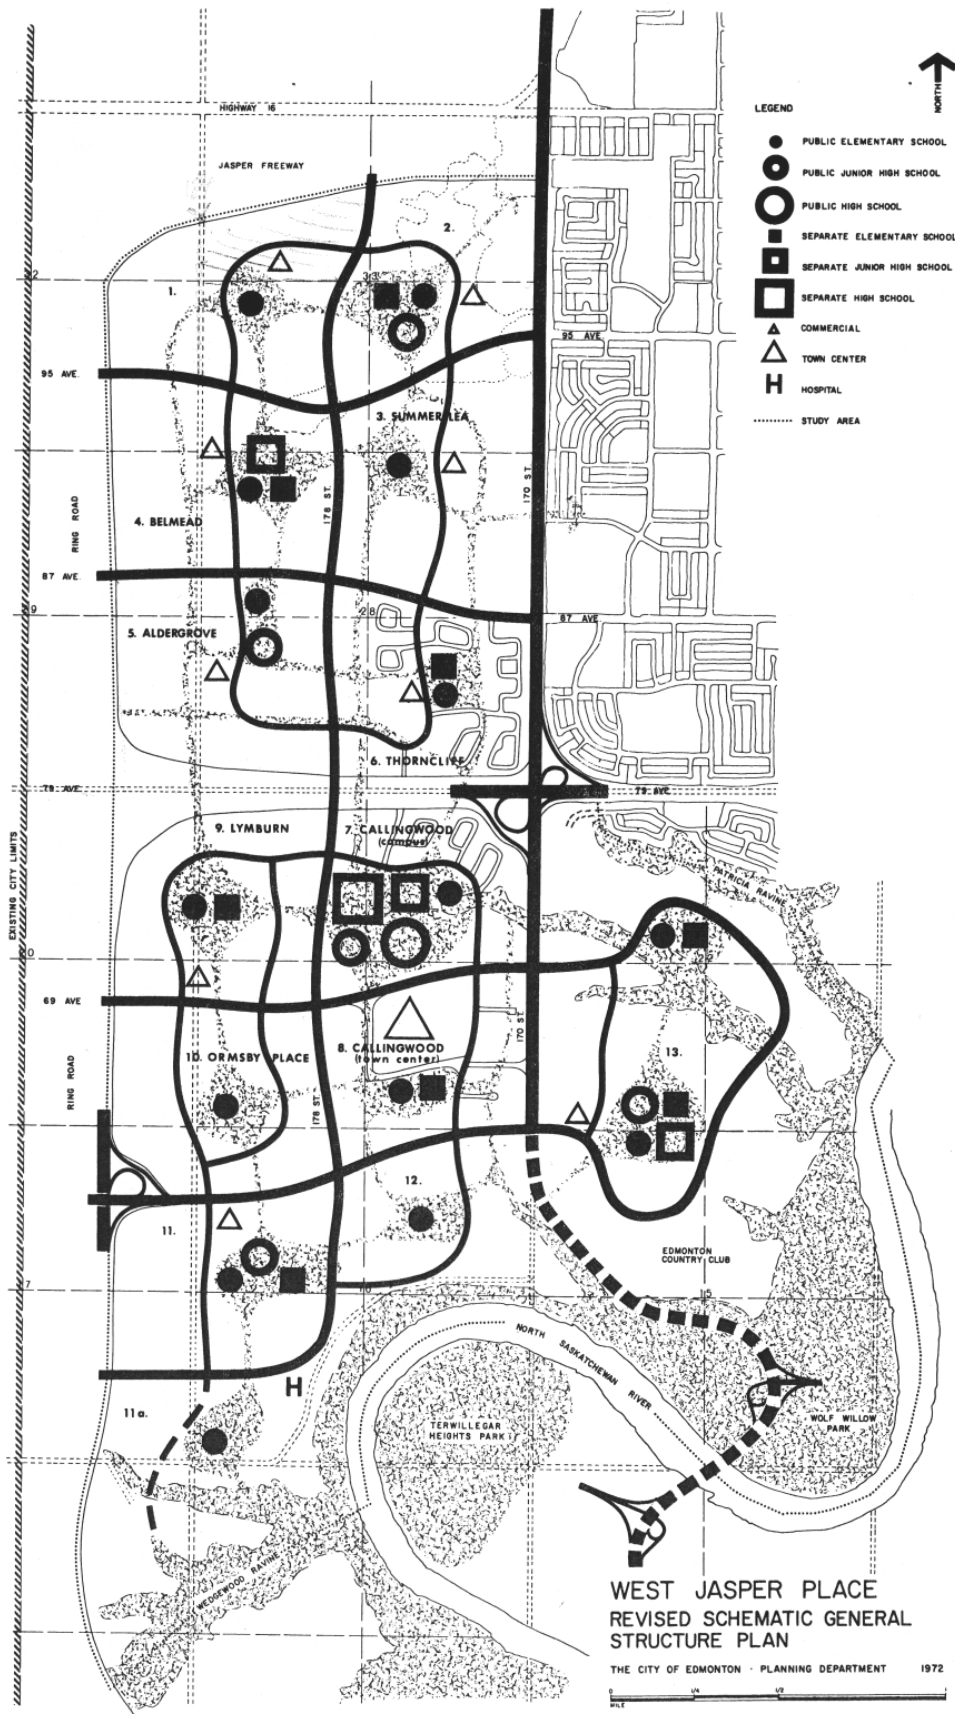 NORTH
LEGEND
PUBLIC ELEMENTARY SCHOOL
PUBLIC JUNIOR HIGH SCHOOL
PUBLIC HIGH SCHOOL
SEPARATE ELEMENTARY SCHOOL
SEPARATE JUNIOR HIGH SCHOOL
SEPARATE HIGH SCHOOL
COMMERCIAL
TOWN CENTER
H HOSPITAL
STUDY AREA
HIGHWAY 16
JASPER FREEWAY
2.
1.
95 AVE.
95 AVE.
3. SUMMERLEA
178 ST.
170 ST.
RING ROAD
4. BELMEAD
87 AVE.
87 AVE
28
5. ALDERGROVE
6. THORNCLIFF
79 AVE.
79 AVE.
EXISTING CITY LIMITS
9. LYMBURN
7. CALLINGWOOD
(campus)
PATRICIA RAVINE
69 AVE
170 ST.
10. ORMSBY PLACE
8. CALLINGWOOD
(town center)
13.
RING ROAD
178 ST.
12.
11.
EDMONTON
COUNTRY CLUB
15
NORTH SASKATCHEWAN RIVER
H
11a.
TERWILLEGAR
HEIGHTS PARK
WOLF WILLOW
PARK
WEDGEWOOD RAVINE
WEST JASPER PLACE
REVISED SCHEMATIC GENERAL
STRUCTURE PLAN
THE CITY OF EDMONTON · PLANNING DEPARTMENT 1972
0 1/4 1/2 1
MILE